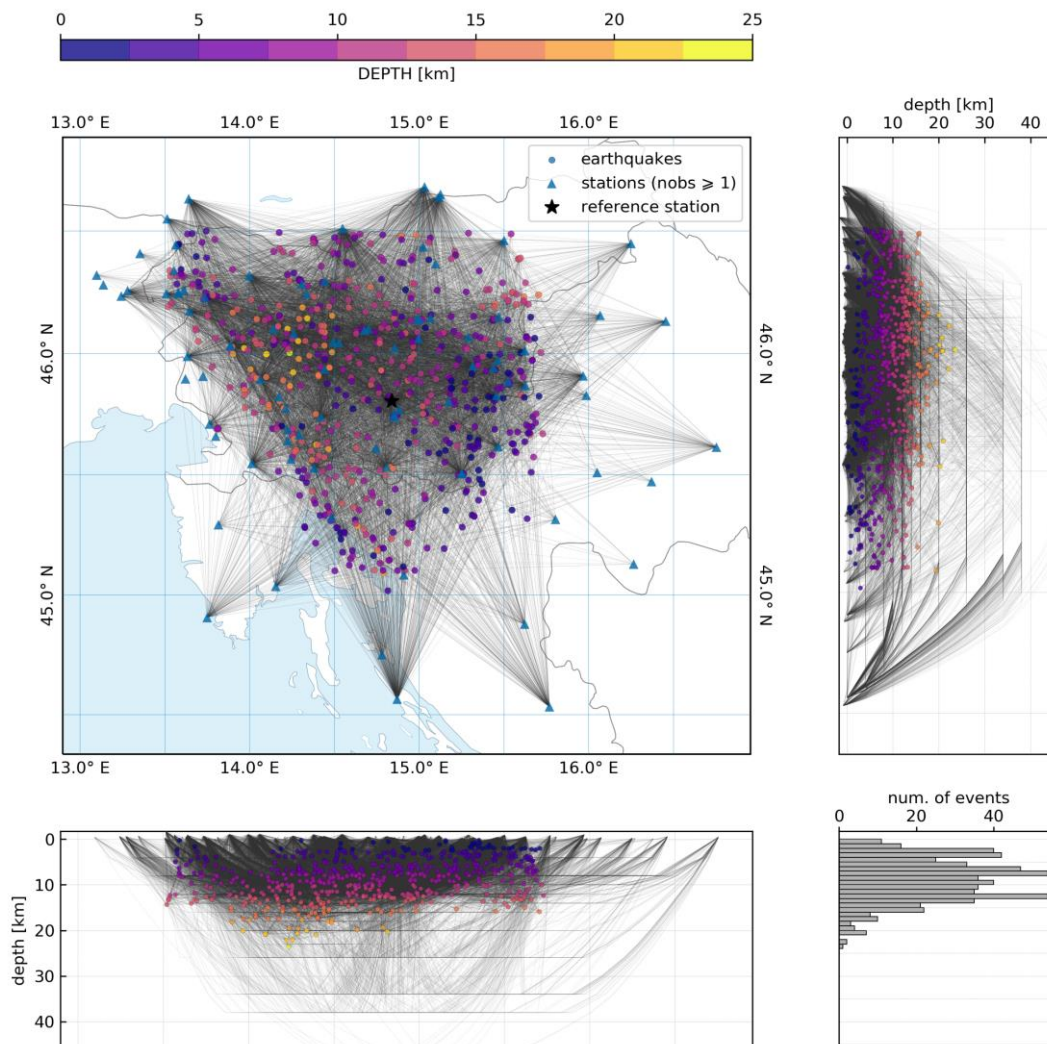 0 5 10 15 20 25
DEPTH [km]
13.0° E 14.0° E 15.0° E 16.0° E
earthquakes
stations (nobs ⩾ 1)
reference station
46.0° N
45.0° N
46.0° N
45.0° N
13.0° E 14.0° E 15.0° E 16.0° E
depth [km]
0 10 20 30 40
0
10
20
30
40
depth [km]
num. of events
0 20 40